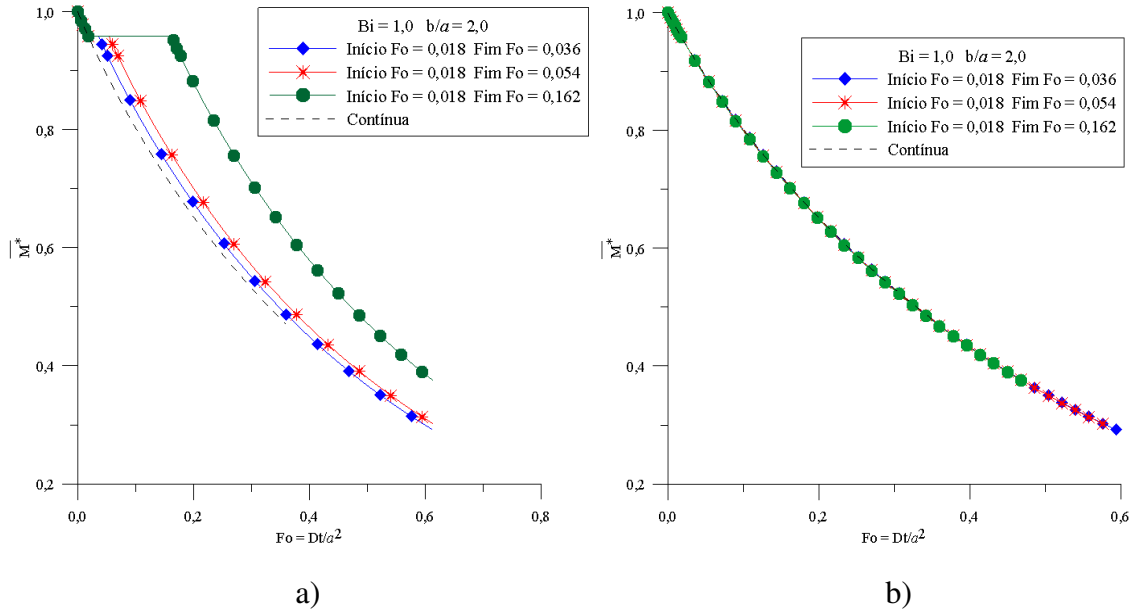 Bi = 1,0 b/a = 2,0
Início Fo = 0,018 Fim Fo = 0,036
Início Fo = 0,018 Fim Fo = 0,054
Início Fo = 0,018 Fim Fo = 0,162
Contínua
1,0
0,8
0,6
0,4
0,2
M*
0,0
0,2
0,4
0,6
0,8
Fo = Dt/a²
a)
Bi = 1,0 b/a = 2,0
Início Fo = 0,018 Fim Fo = 0,036
Início Fo = 0,018 Fim Fo = 0,054
Início Fo = 0,018 Fim Fo = 0,162
Contínua
1,0
0,8
0,6
0,4
0,2
M*
0,0
0,2
0,4
0,6
Fo = Dt/a²
b)